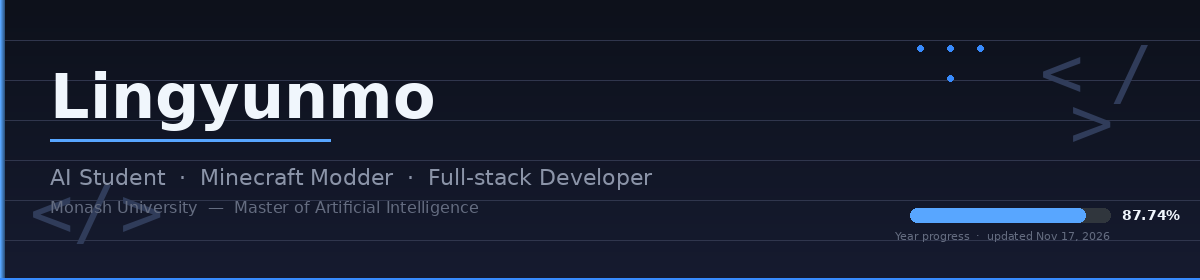 Lingyunmo
AI Student · Minecraft Modder · Full-stack Developer
Monash University — Master of Artificial Intelligence
</>
< /
>
87.74%
Year progress · updated Nov 17, 2026